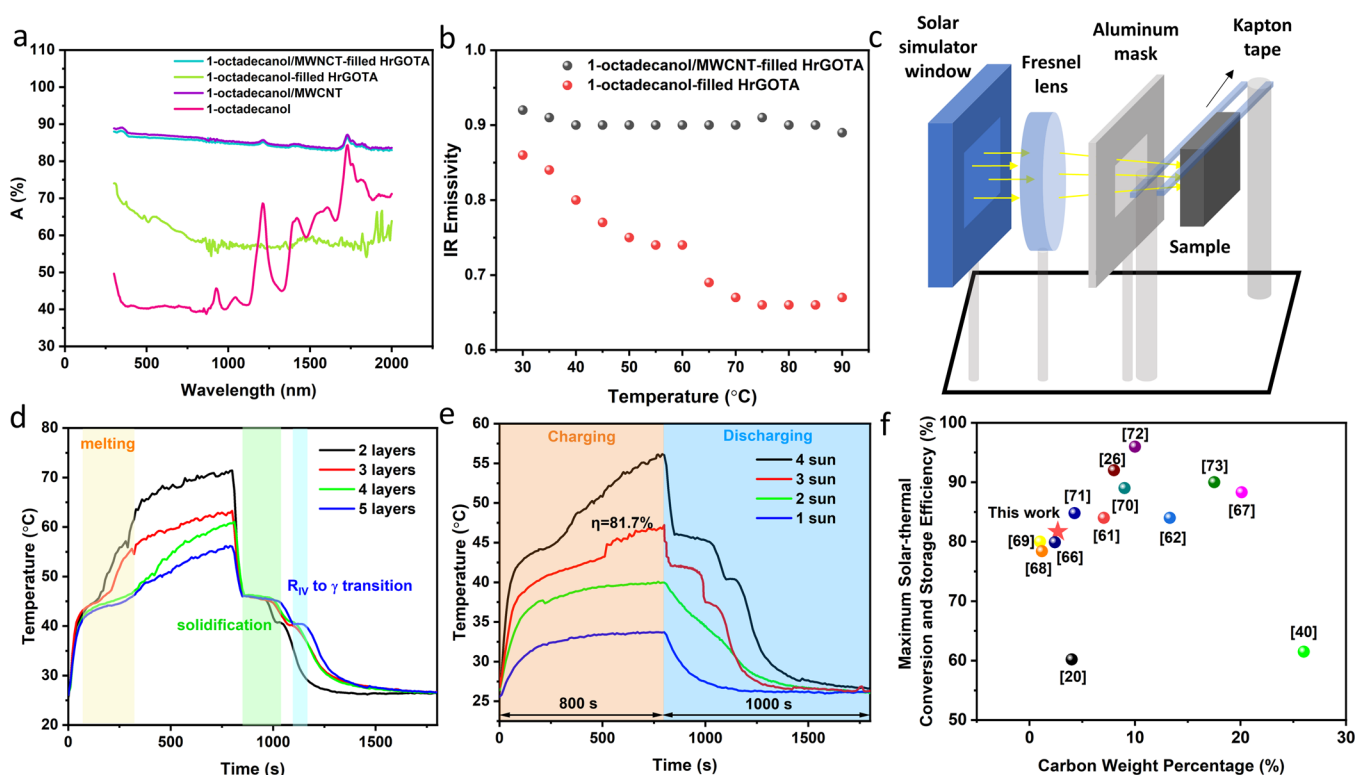 a
110
100
90
80
70
60
50
40
30
A (%)
1-octadecanol/MWNCT-filled HrGOTA
1-octadecanol-filled HrGOTA
1-octadecanol/MWCNT
1-octadecanol
0
500
1000
1500
2000
Wavelength (nm)
b
1.0
0.9
0.8
0.7
0.6
IR Emissivity
1-octadecanol/MWCNT-filled HrGOTA
1-octadecanol-filled HrGOTA
30
40
50
60
70
80
90
Temperature (°C)
c
Solar
simulator
window
Fresnel
lens
Aluminum
mask
Kapton
tape
Sample
d
80
70
60
50
40
30
20
Temperature (°C)
melting
2 layers
3 layers
4 layers
5 layers
R_IV to γ transition
solidification
0
500
1000
1500
Time (s)
e
60
55
50
45
40
35
30
25
Temperature (°C)
Charging
Discharging
4 sun
3 sun
2 sun
1 sun
η=81.7%
800 s
1000 s
0
500
1000
1500
Time (s)
f
100
90
80
70
60
50
Maximum Solar-thermal
Conversion and Storage Efficiency (%)
[72]
[26]
[73]
[71]
[70]
[67]
This work
[61]
[62]
[69]
[66]
[68]
[40]
[20]
0
10
20
30
Carbon Weight Percentage (%)